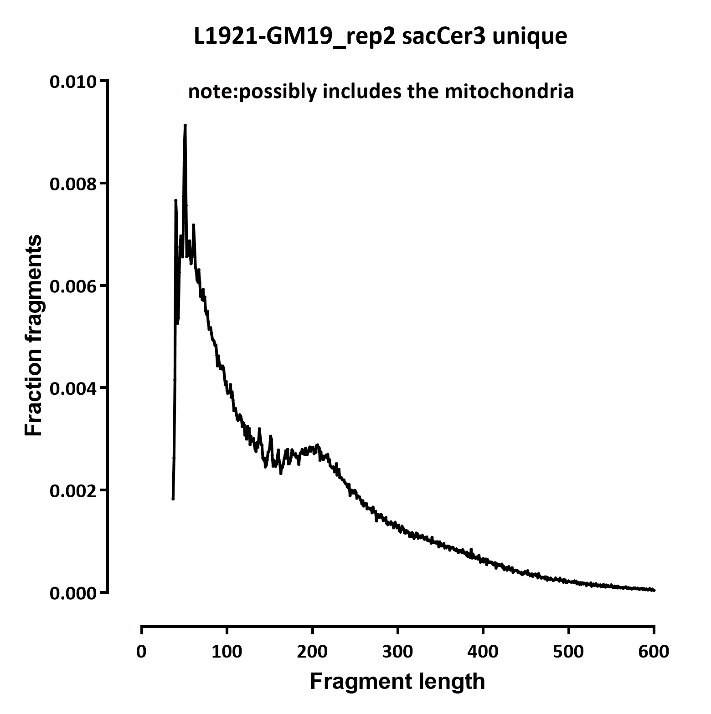 L1921-GM19_rep2 sacCer3 unique
note:possibly includes the mitochondria
0.010
0.008
0.006
0.004
0.002
0.000
Fraction fragments
0 100 200 300 400 500 600
Fragment length